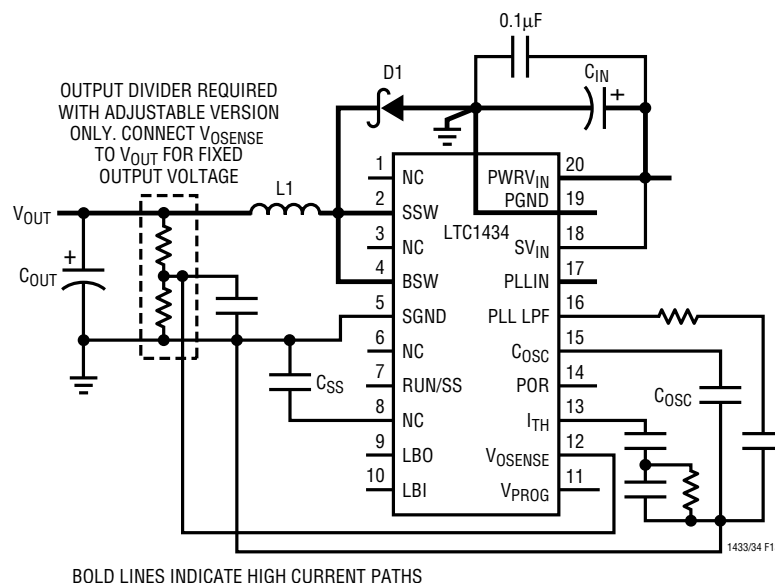 0.1µF
D1
CIN
+
OUTPUT DIVIDER REQUIRED
WITH ADJUSTABLE VERSION
ONLY. CONNECT VOSENSE
TO VOUT FOR FIXED
OUTPUT VOLTAGE
L1
VOUT
+
COUT
LTC1434
1 NC
2 SSW
3 NC
4 BSW
5 SGND
6 NC
7 RUN/SS
8 NC
9 LBO
10 LBI
PWRVIN 20
PGND 19
SVIN 18
PLLIN 17
PLL LPF 16
COSC 15
POR 14
ITH 13
VOSENSE 12
VPROG 11
CSS
COSC
1433/34 F1
BOLD LINES INDICATE HIGH CURRENT PATHS